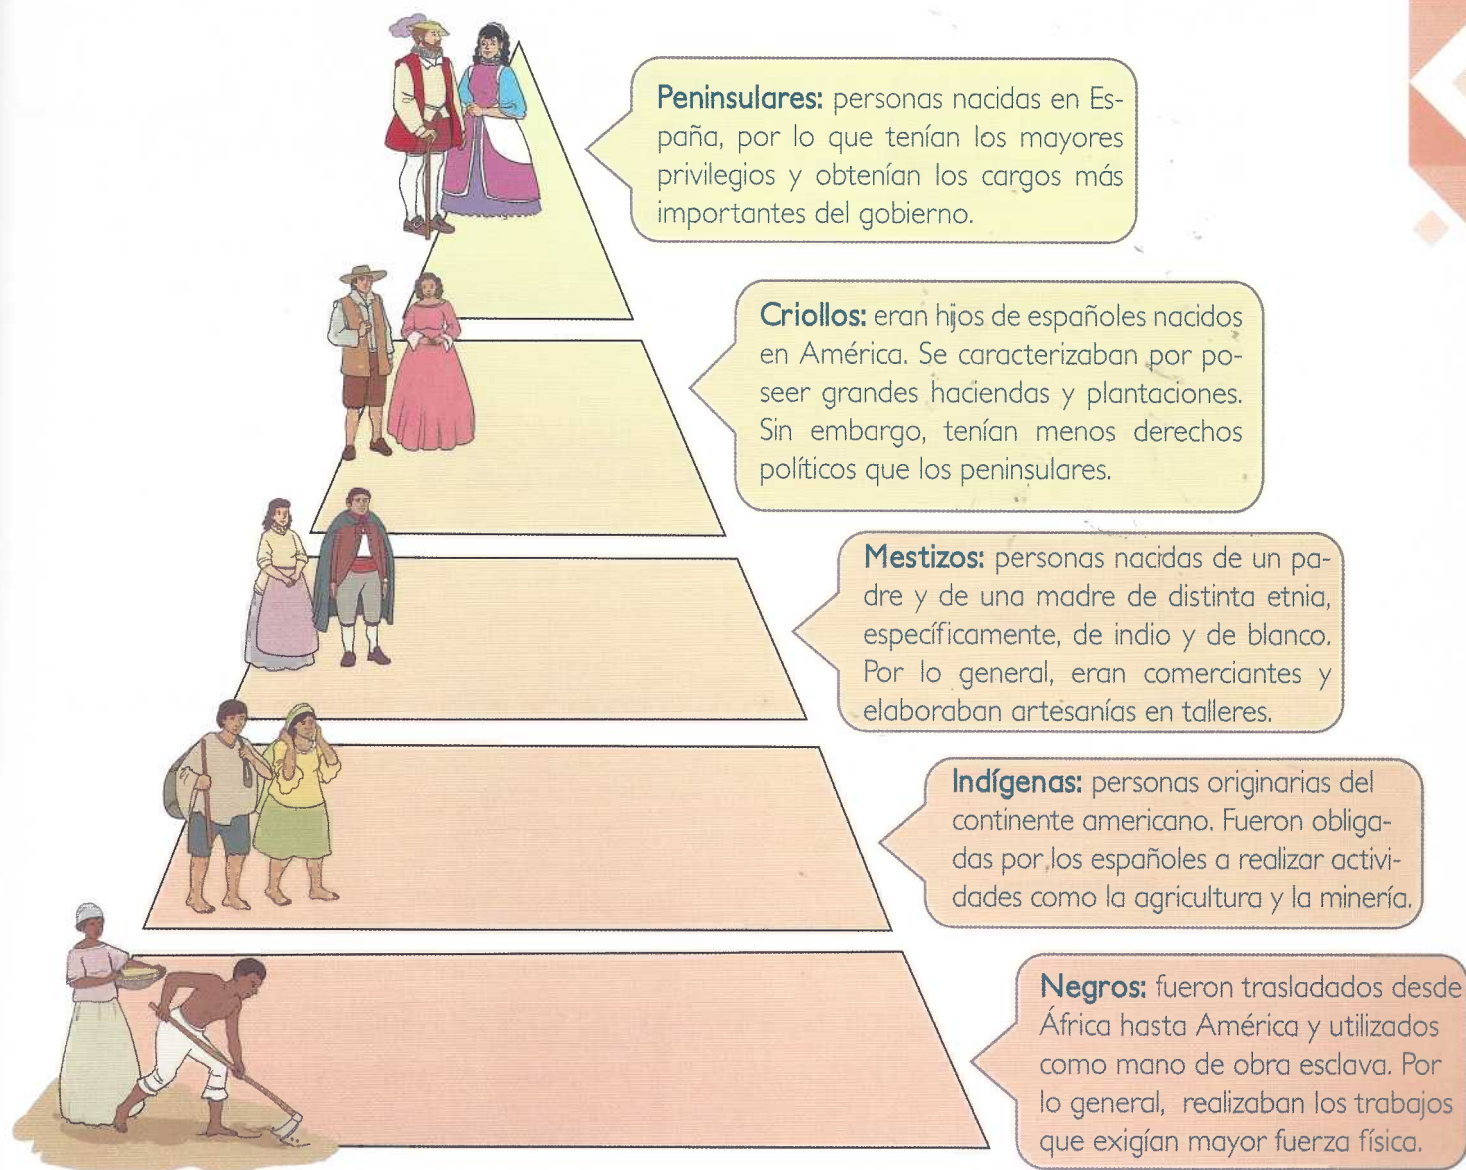 Peninsulares: personas nacidas en Es-
paña, por lo que tenían los mayores
privilegios y obtenían los cargos más
importantes del gobierno.
Criollos: eran hijos de españoles nacidos
en América. Se caracterizaban por po-
seer grandes haciendas y plantaciones.
Sin embargo, tenían menos derechos
políticos que los peninsulares.
Mestizos: personas nacidas de un pa-
dre y de una madre de distinta etnia,
específicamente, de indio y de blanco.
Por lo general, eran comerciantes y
elaboraban artesanías en talleres.
Indígenas: personas originarias del
continente americano. Fueron obliga-
das por los españoles a realizar activi-
dades como la agricultura y la minería.
Negros: fueron trasladados desde
África hasta América y utilizados
como mano de obra esclava. Por
lo general, realizaban los trabajos
que exigían mayor fuerza física.